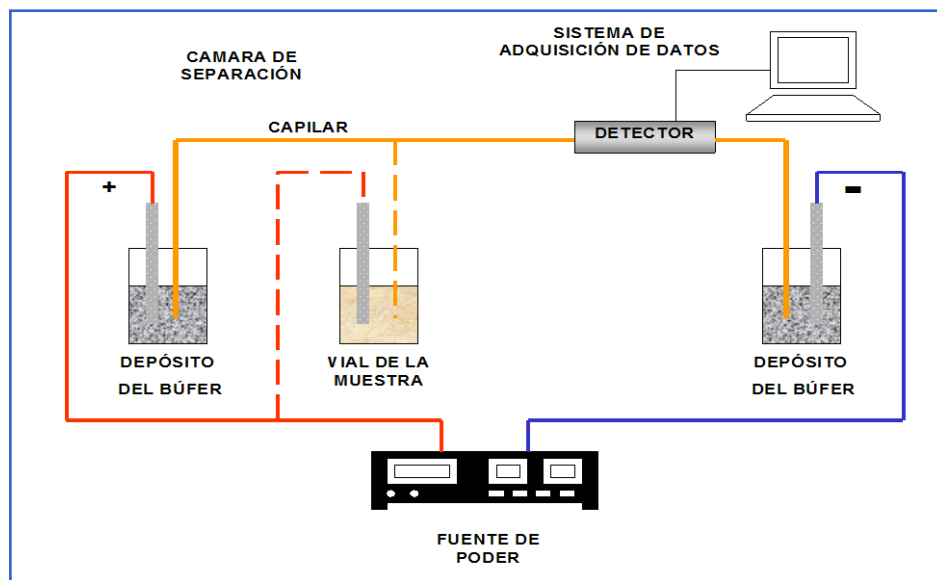 SISTEMA DE
ADQUISICIÓN DE DATOS
CAMARA DE
SEPARACIÓN
CAPILAR
DETECTOR
+
-
DEPÓSITO
DEL BÚFER
VIAL DE LA
MUESTRA
DEPÓSITO
DEL BÚFER
FUENTE DE
PODER